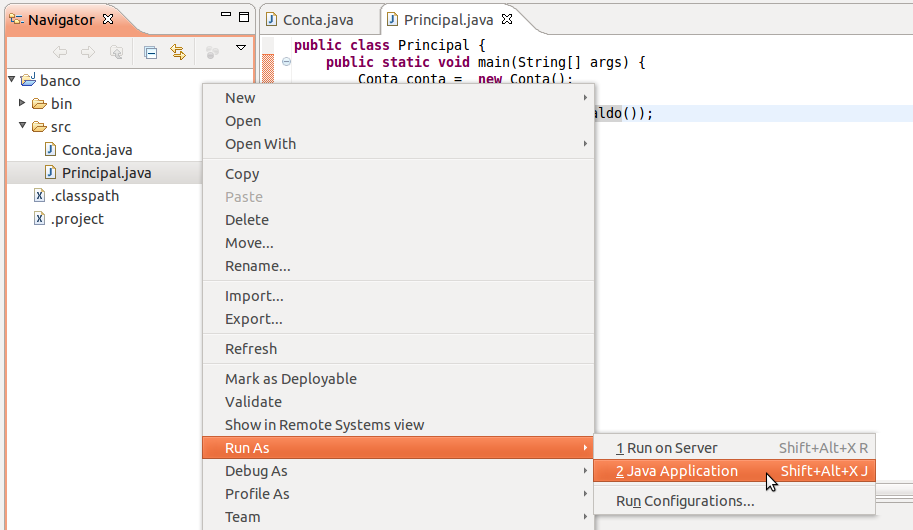 Navigator
Conta.java
Principal.java
public class Principal {
public static void main(String[] args) {
Conta conta = new Conta();
aldo());
banco
bin
src
Conta.java
Principal.java
.classpath
.project
New
Open
Open With
Copy
Paste
Delete
Move...
Rename...
Import...
Export...
Refresh
Mark as Deployable
Validate
Show in Remote Systems view
Run As
Debug As
Profile As
Team
1 Run on Server Shift+Alt+X R
2 Java Application Shift+Alt+X J
Run Configurations...